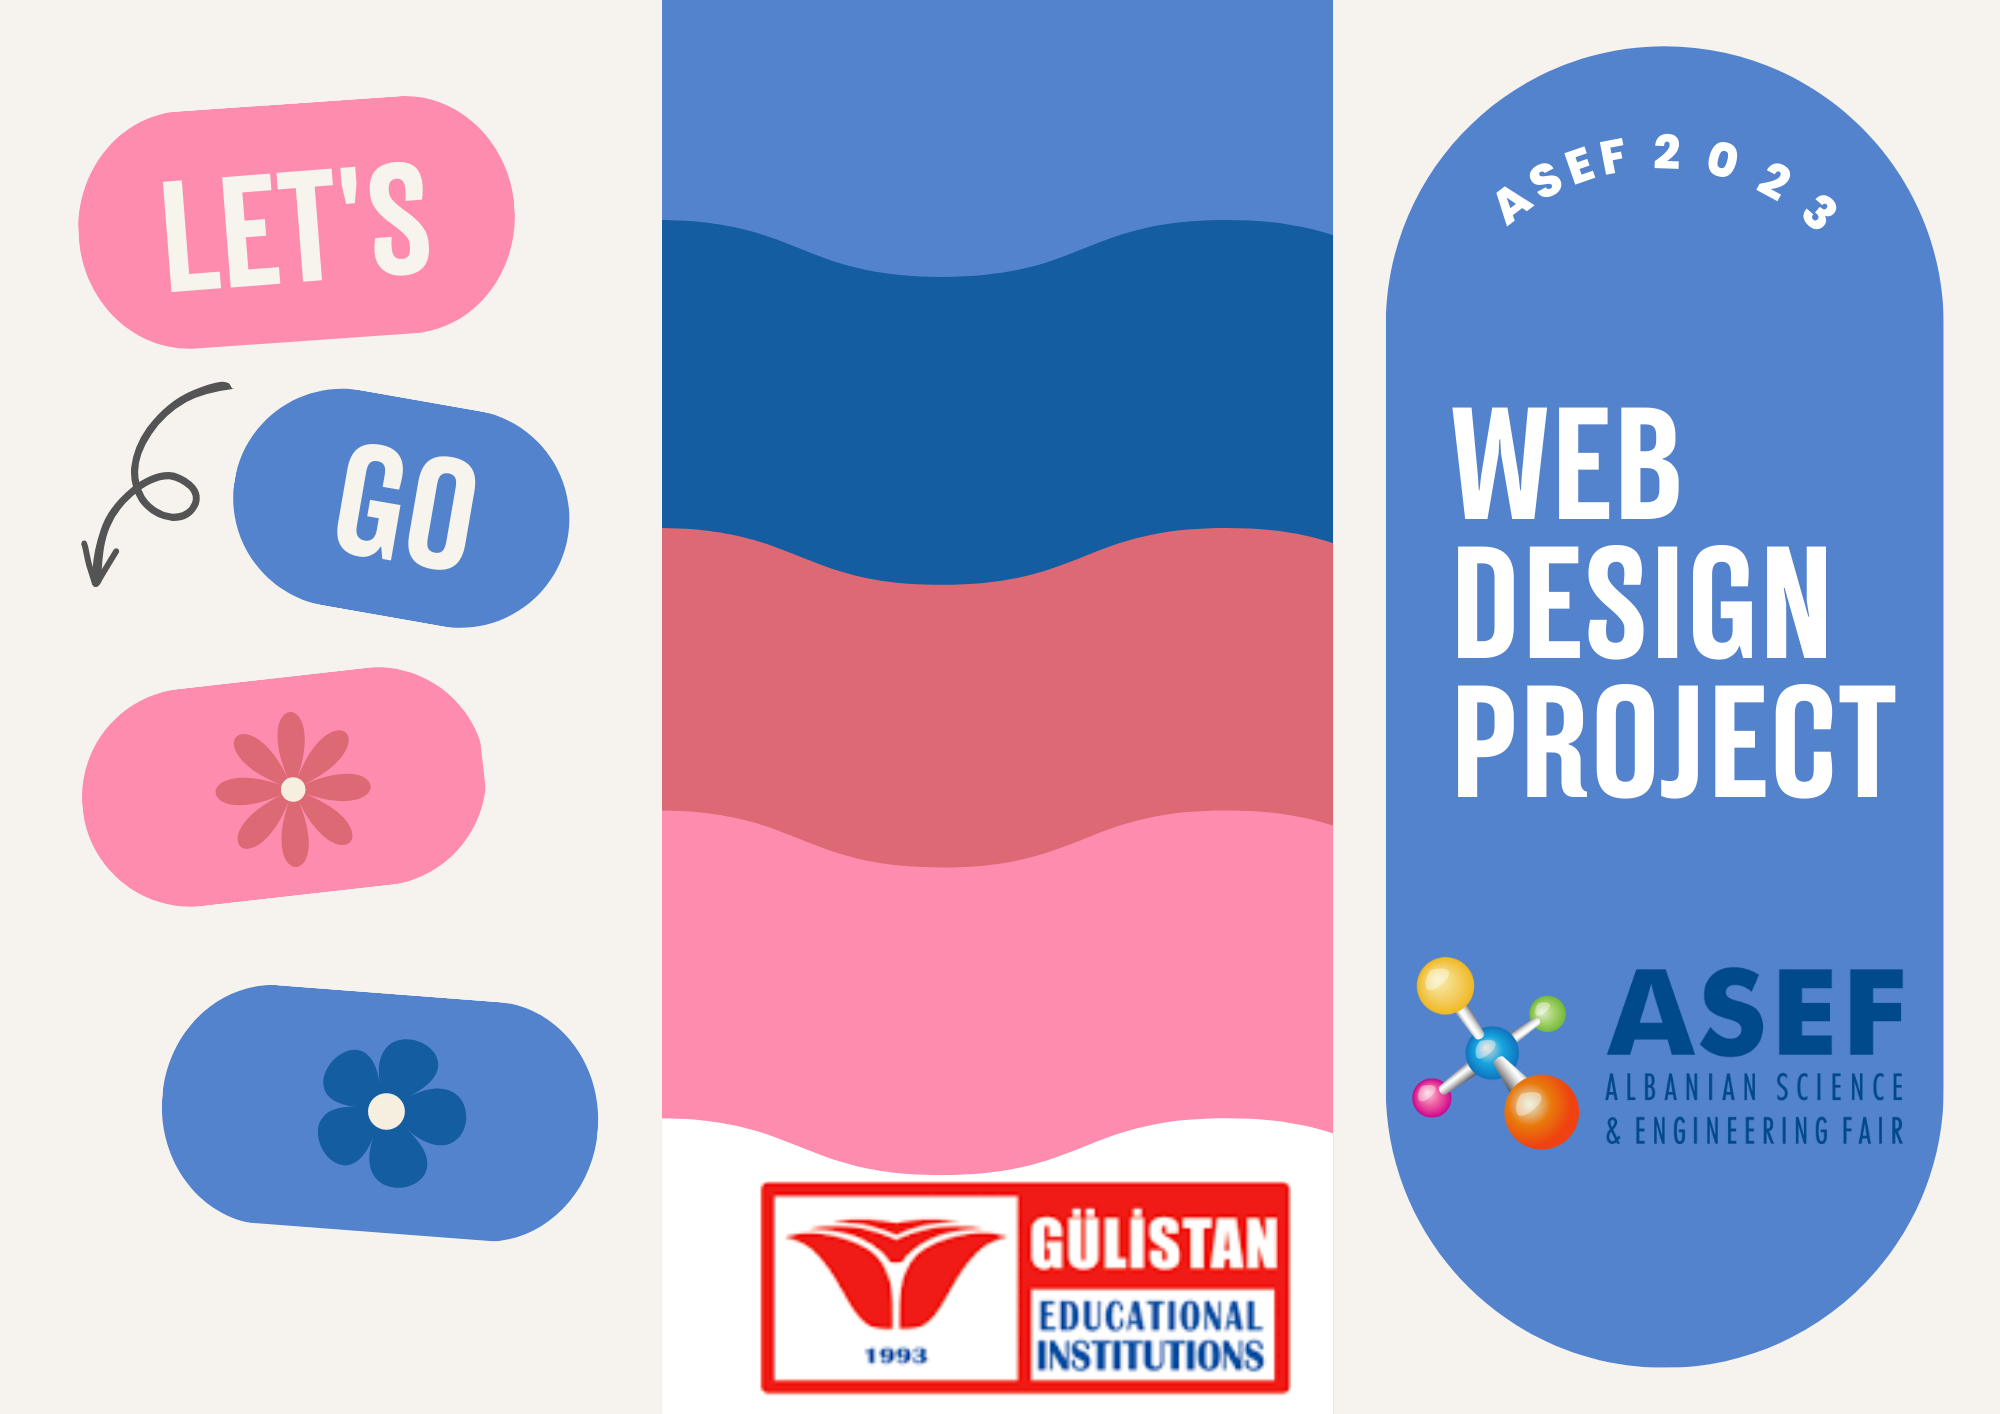 LET'S
GO
GÜLİSTAN
EDUCATIONAL
INSTITUTIONS
1993
ASEF 2023
WEB
DESIGN
PROJECT
ASEF
ALBANIAN SCIENCE
& ENGINEERING FAIR